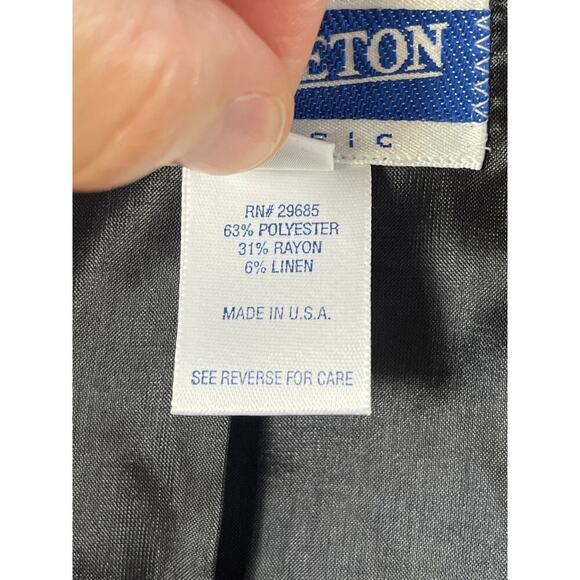 ETON
SIC
RN# 29685
63% POLYESTER
31% RAYON
6% LINEN
MADE IN U.S.A.
SEE REVERSE FOR CARE